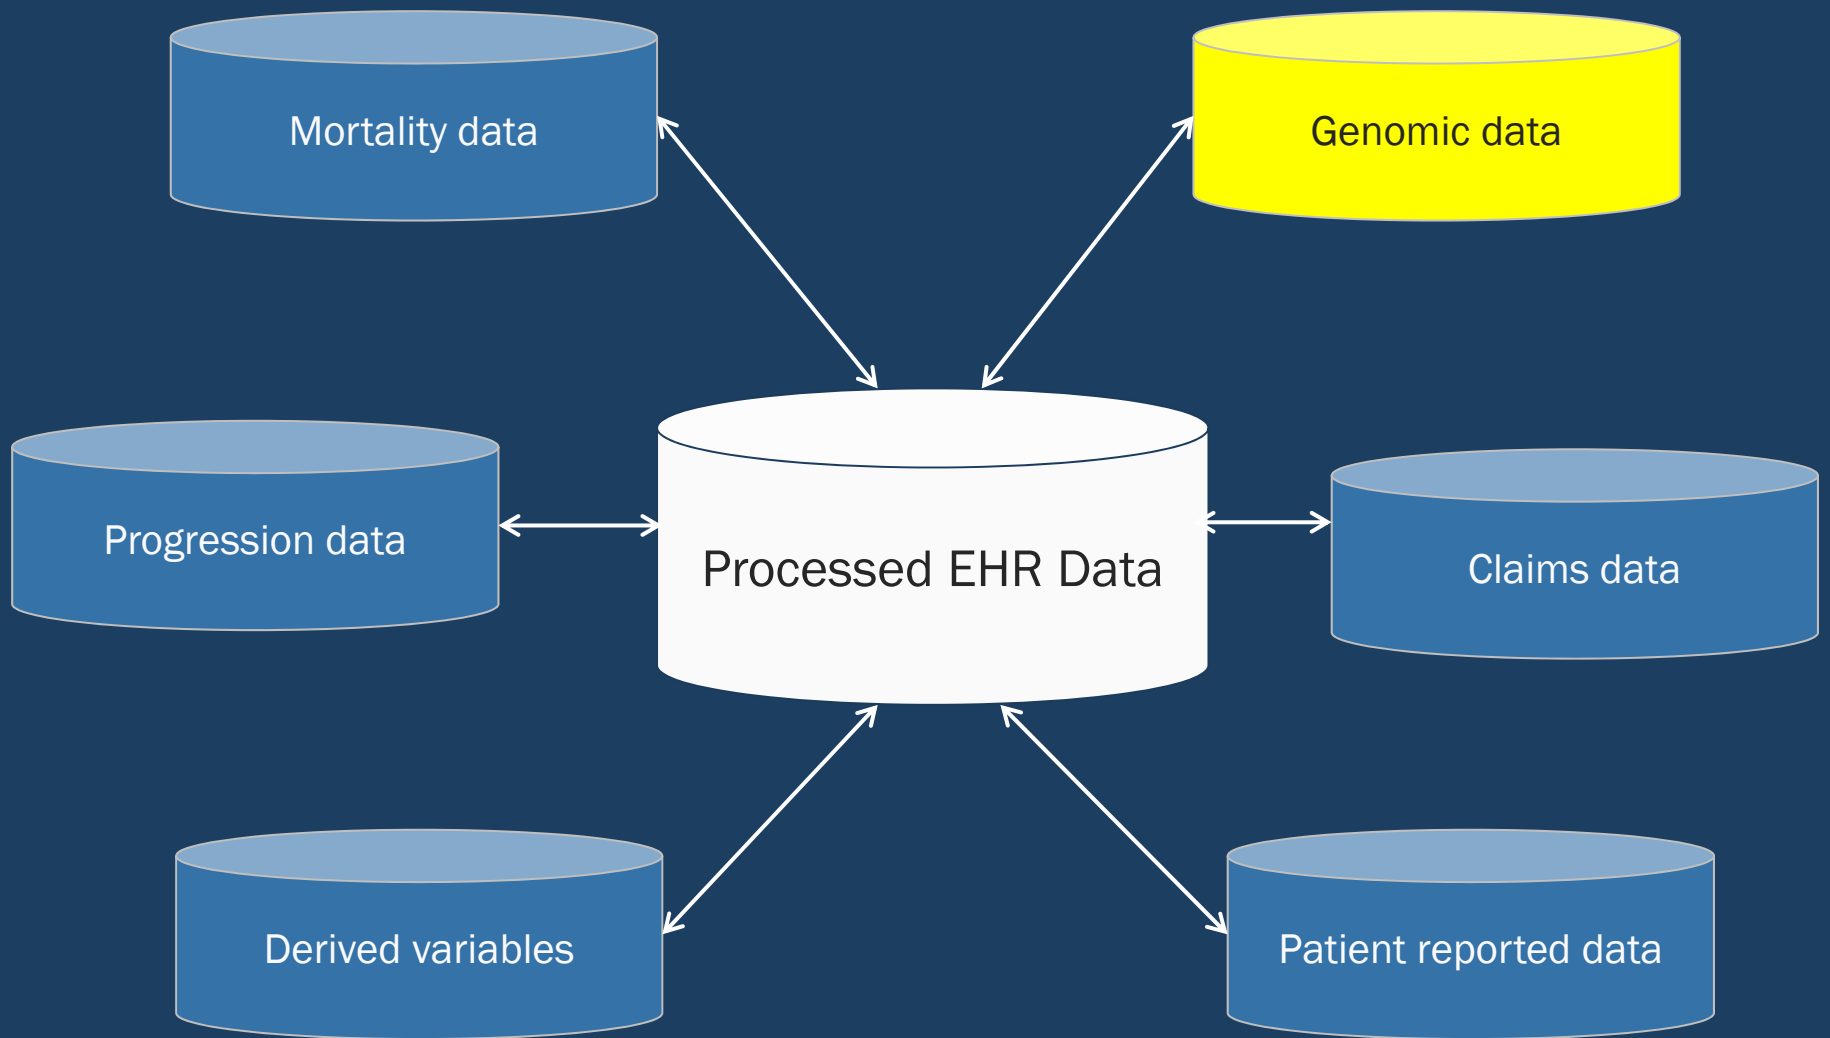 Mortality data
Genomic data
Progression data
Processed EHR Data
Claims data
Derived variables
Patient reported data